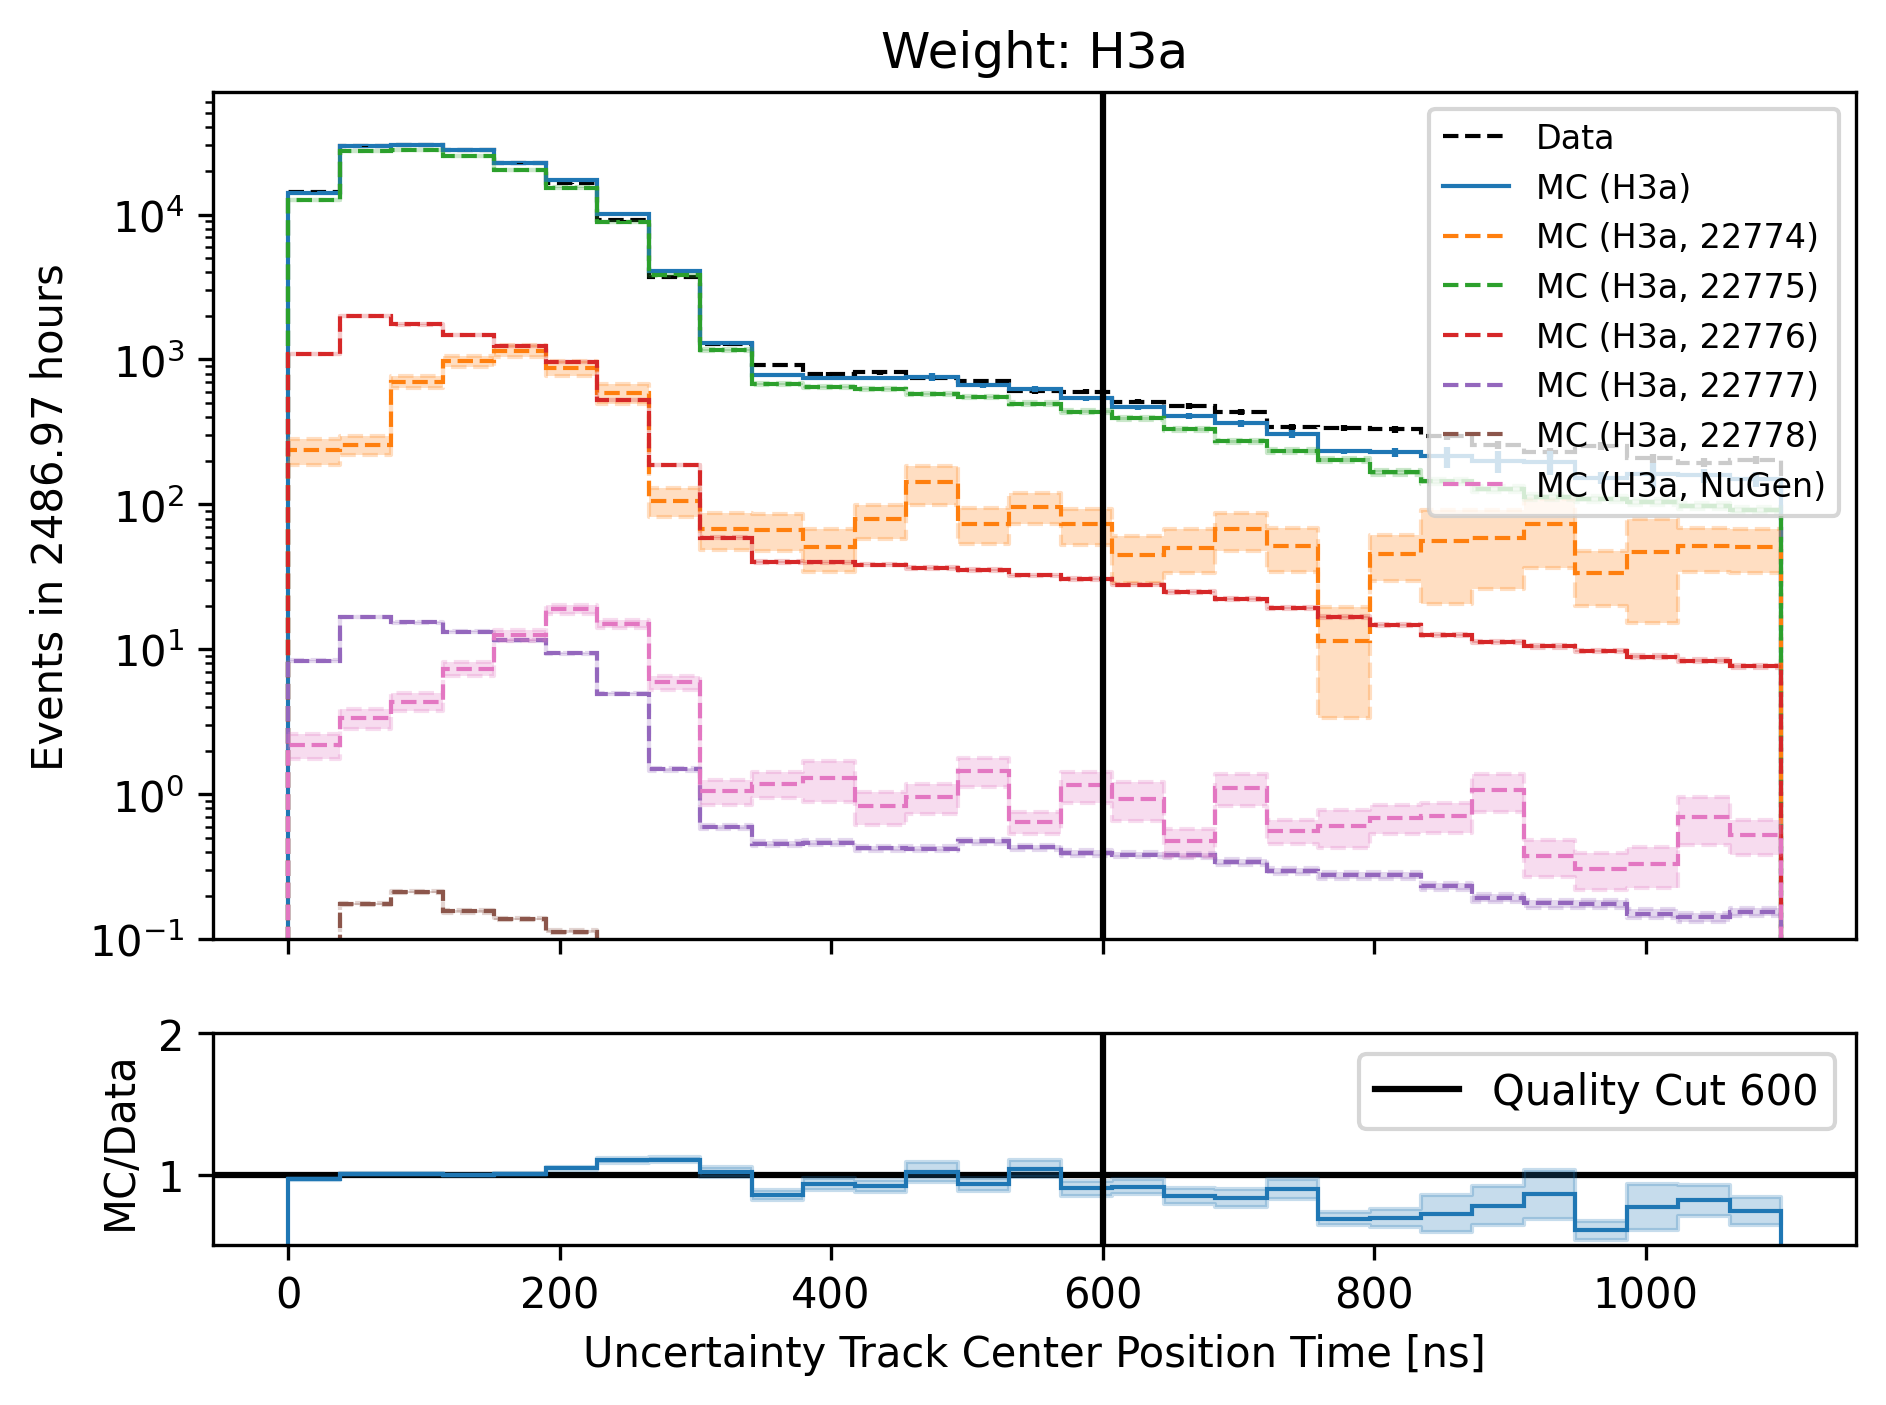 Weight: H3a
Events in 2486.97 hours
10⁴
10³
10²
10¹
10⁰
10⁻¹
Data
MC (H3a)
MC (H3a, 22774)
MC (H3a, 22775)
MC (H3a, 22776)
MC (H3a, 22777)
MC (H3a, 22778)
MC (H3a, NuGen)
MC/Data
2
1
Quality Cut 600
0 200 400 600 800 1000
Uncertainty Track Center Position Time [ns]